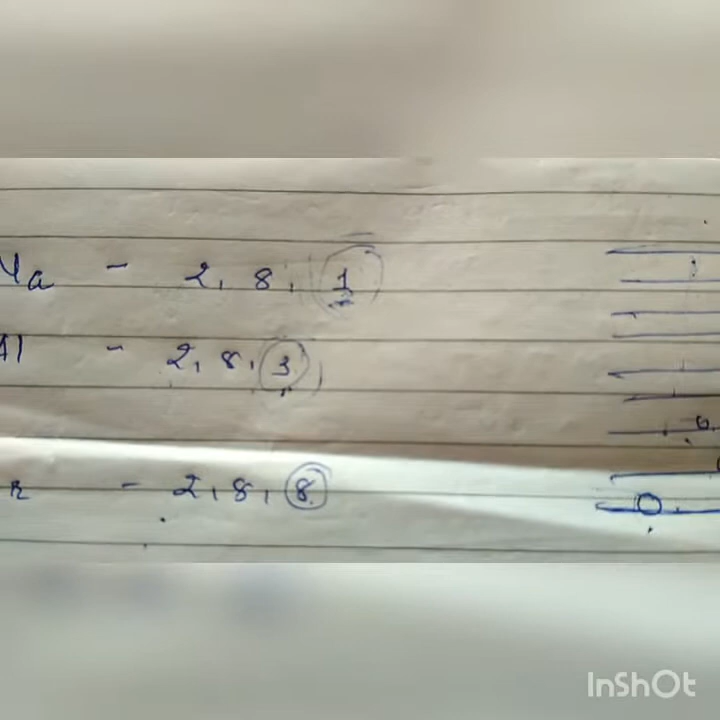 Na - 2, 8, 1
Al - 2, 8, 3
r - 2, 8, 8
InShOt